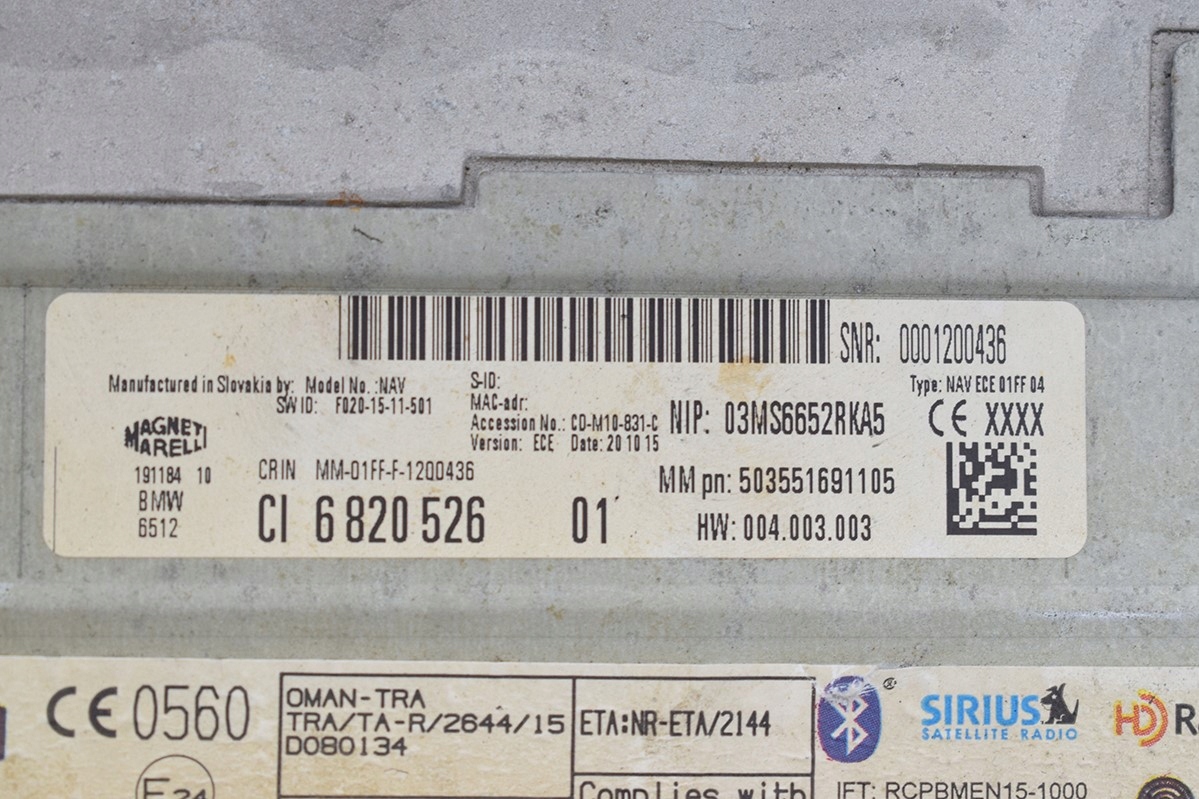 SNR: 0001200436
Manufactured in Slovakia by: Model No.:NAV
SW ID: F020-15-11-501
S-ID:
MAC-adr:
Accession No.: CD-M10-831-C
Version: ECE Date: 20 10 15
NIP: 03MS6652RKA5
Type: NAV ECE 01FF 04
CE XXXX
MAGNETI
MARELLI
191184 10
BMW
6512
CRIN MM-01FF-F-1200436
CI 6 820 526 01
MM pn: 503551691105
HW: 004.003.003
CE 0560
OMAN-TRA
TRA/TA-R/2644/15
D080134
ETA:NR-ETA/2144
Complies with
SIRIUS
SATELLITE RADIO
HD R
IFT: RCPBMEN15-1000
E24